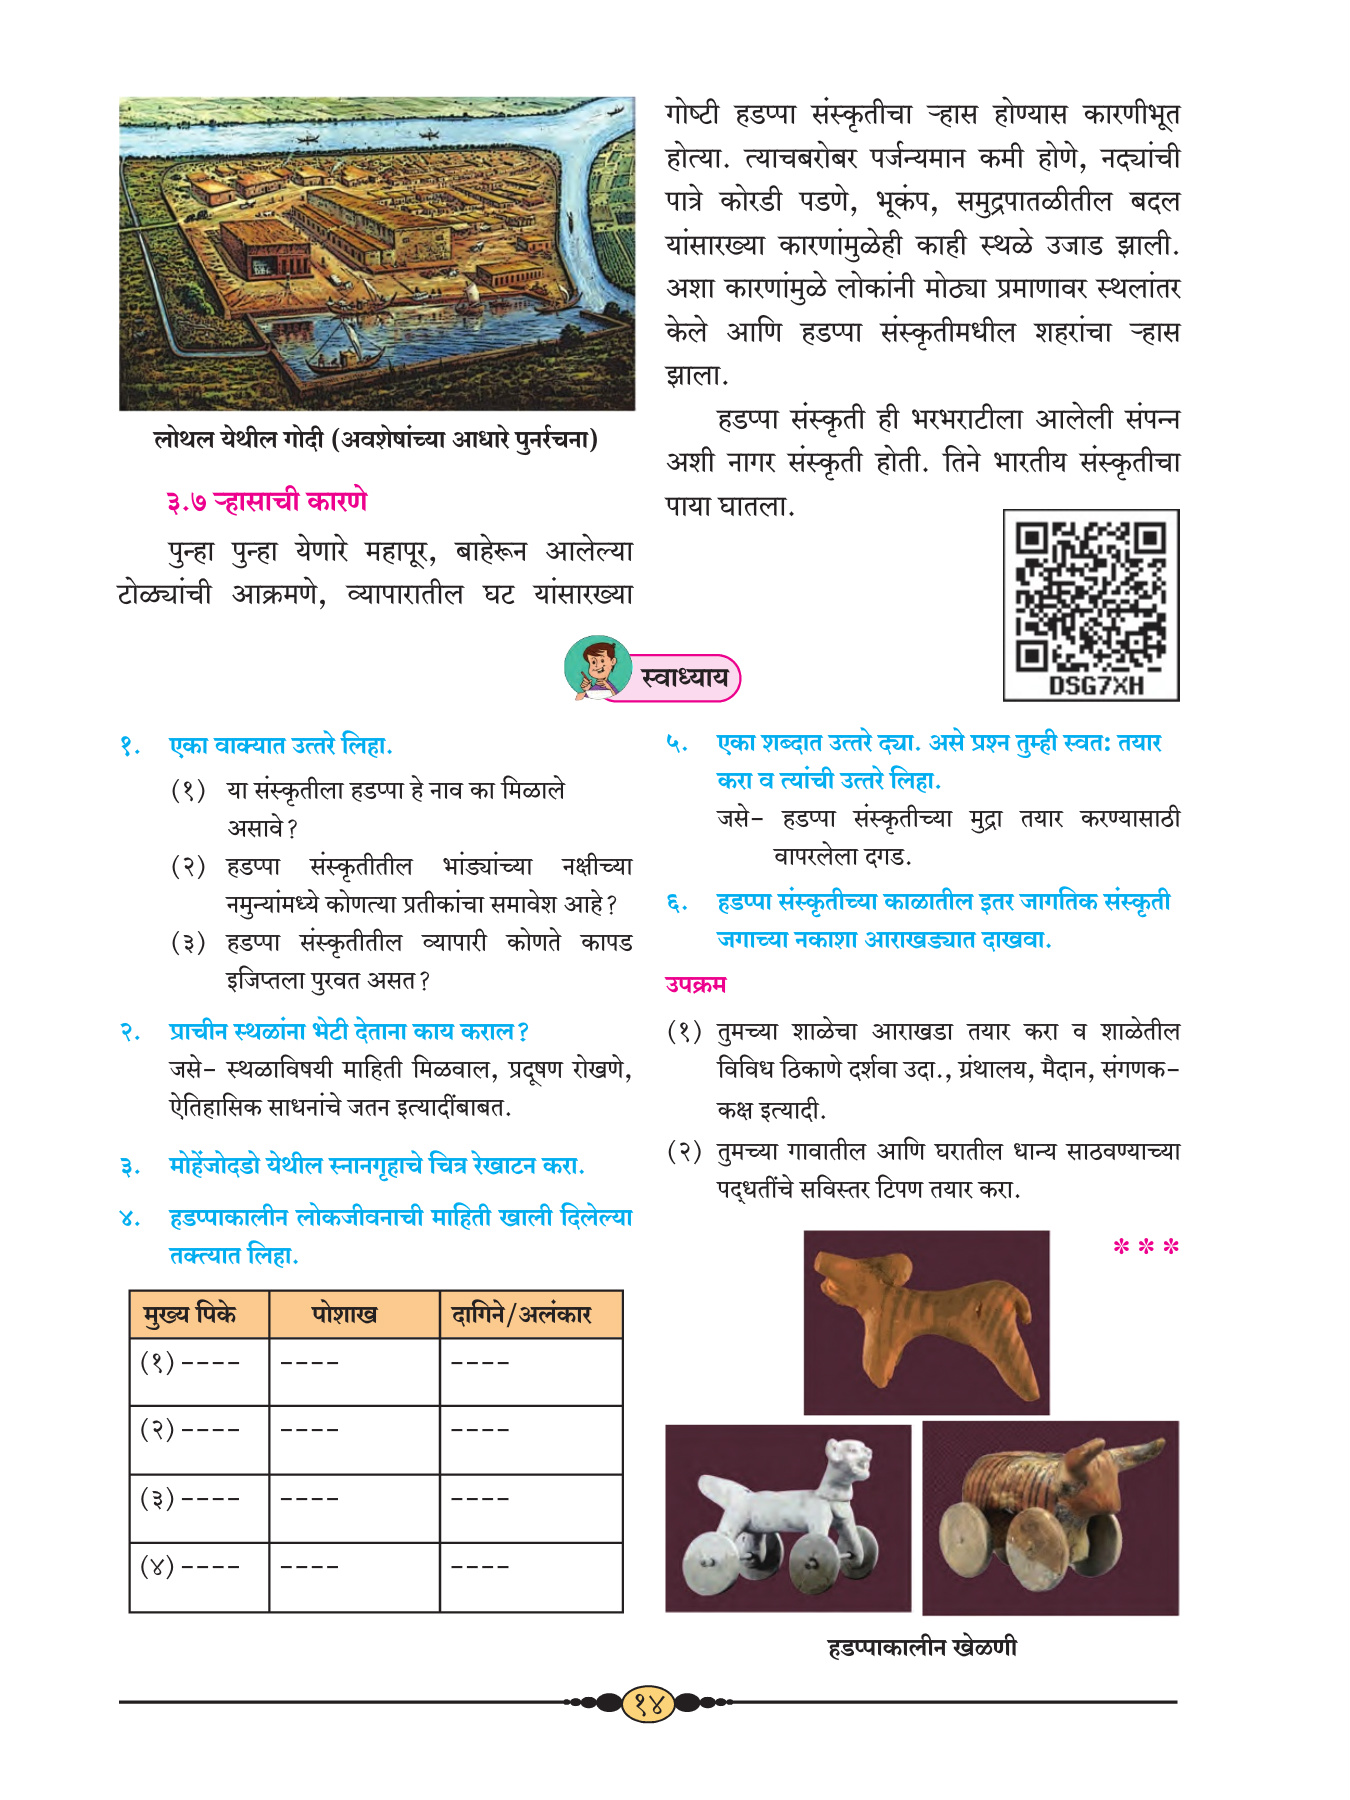 लोथल येथील गोदी (अवशेषांच्या आधारे पुनर्रचना)
३.७ ऱ्हासाची कारणे
पुन्हा पुन्हा येणारे महापूर, बाहेरून आलेल्या
टोळ्यांची आक्रमणे, व्यापारातील घट यांसारख्या
गोष्टी हडप्पा संस्कृतीचा ऱ्हास होण्यास कारणीभूत
होत्या. त्याचबरोबर पर्जन्यमान कमी होणे, नद्यांची
पात्रे कोरडी पडणे, भूकंप, समुद्रपातळीतील बदल
यांसारख्या कारणांमुळेही काही स्थळे उजाड झाली.
अशा कारणांमुळे लोकांनी मोठ्या प्रमाणावर स्थलांतर
केले आणि हडप्पा संस्कृतीमधील शहरांचा ऱ्हास
झाला.
हडप्पा संस्कृती ही भरभराटीला आलेली संपन्न
अशी नागर संस्कृती होती. तिने भारतीय संस्कृतीचा
पाया घातला.
DSG7XH
स्वाध्याय
१. एका वाक्यात उत्तरे लिहा.
(१) या संस्कृतीला हडप्पा हे नाव का मिळाले
असावे?
(२) हडप्पा संस्कृतीतील भांड्यांच्या नक्षीच्या
नमुन्यांमध्ये कोणत्या प्रतीकांचा समावेश आहे?
(३) हडप्पा संस्कृतीतील व्यापारी कोणते कापड
इजिप्तला पुरवत असत?
२. प्राचीन स्थळांना भेटी देताना काय कराल?
जसे- स्थळाविषयी माहिती मिळवाल, प्रदूषण रोखणे,
ऐतिहासिक साधनांचे जतन इत्यादींबाबत.
३. मोहेंजोदडो येथील स्नानगृहाचे चित्र रेखाटन करा.
४. हडप्पाकालीन लोकजीवनाची माहिती खाली दिलेल्या
तक्त्यात लिहा.
मुख्य पिके पोशाख दागिने/अलंकार
(१) ---- ---- ----
(२) ---- ---- ----
(३) ---- ---- ----
(४) ---- ---- ----
५. एका शब्दात उत्तरे द्या. असे प्रश्न तुम्ही स्वत: तयार
करा व त्यांची उत्तरे लिहा.
जसे- हडप्पा संस्कृतीच्या मुद्रा तयार करण्यासाठी
वापरलेला दगड.
६. हडप्पा संस्कृतीच्या काळातील इतर जागतिक संस्कृती
जगाच्या नकाशा आराखड्यात दाखवा.
उपक्रम
(१) तुमच्या शाळेचा आराखडा तयार करा व शाळेतील
विविध ठिकाणे दर्शवा उदा., ग्रंथालय, मैदान, संगणक-
कक्ष इत्यादी.
(२) तुमच्या गावातील आणि घरातील धान्य साठवण्याच्या
पद्धतींचे सविस्तर टिपण तयार करा.
* * *
हडप्पाकालीन खेळणी
१४